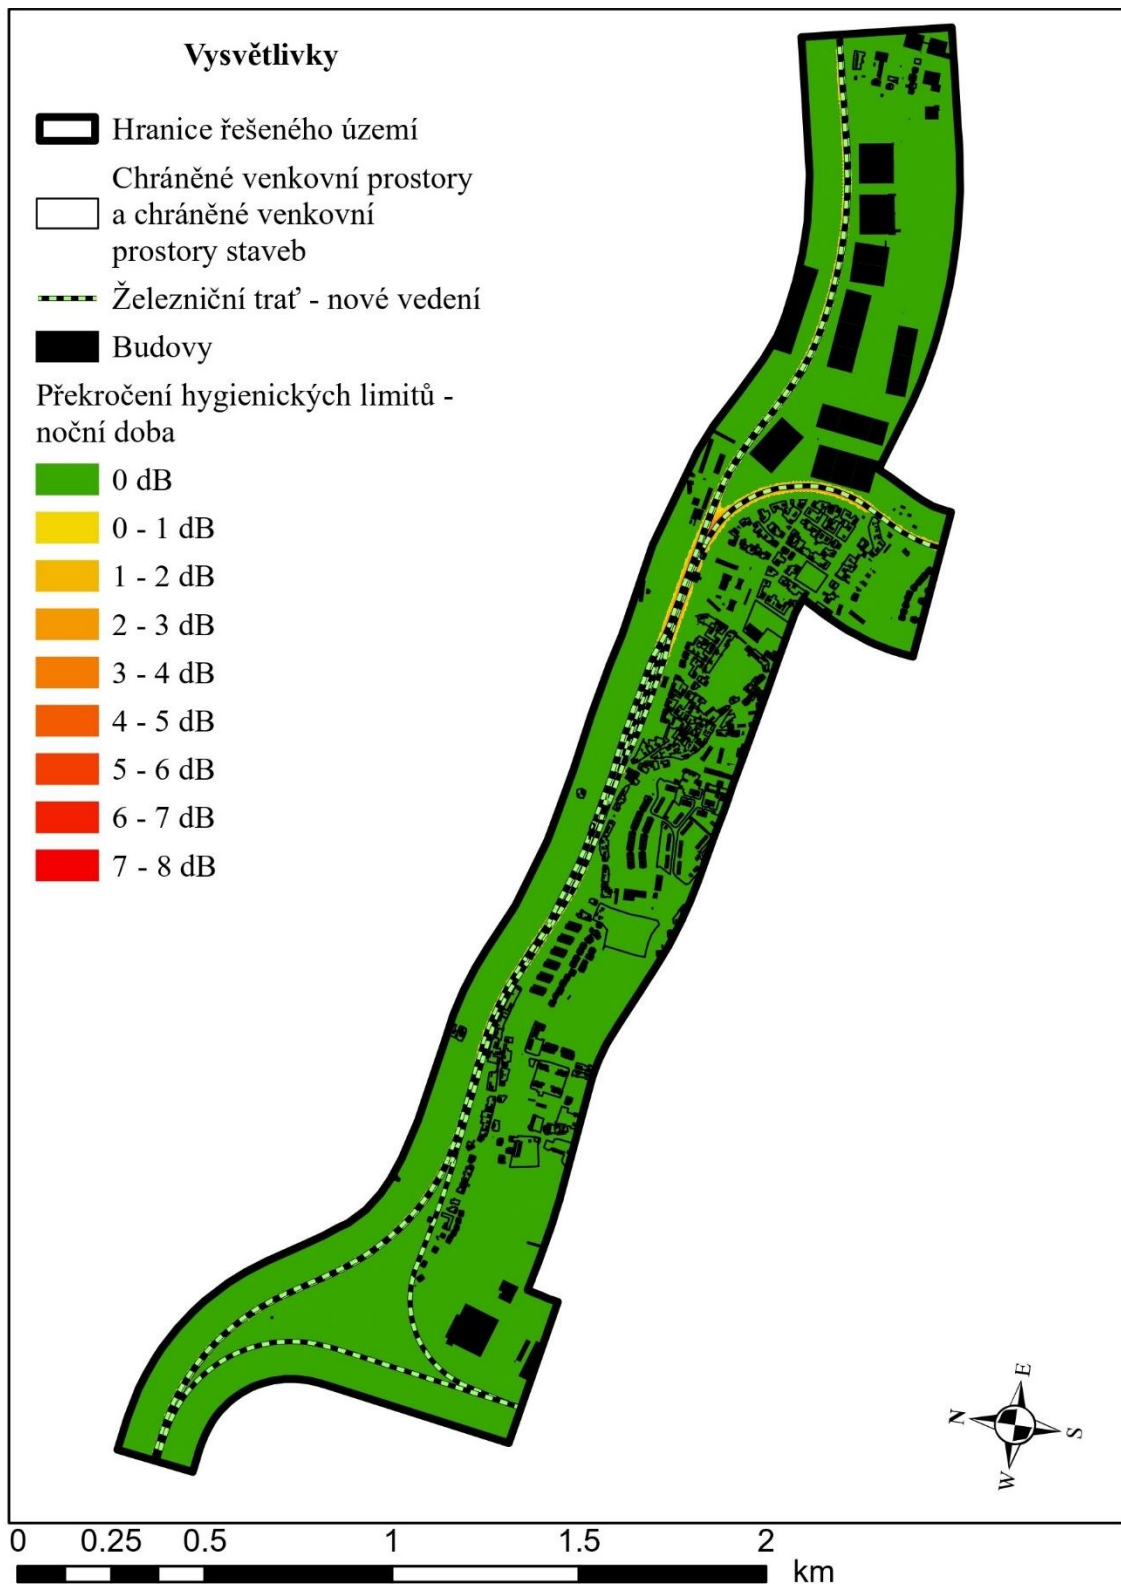 Vysvětlivky
Hranice řešeného území
Chráněné venkovní prostory
a chráněné venkovní
prostory staveb
Železniční trať - nové vedení
Budovy
Překročení hygienických limitů -
noční doba
0 dB
0 - 1 dB
1 - 2 dB
2 - 3 dB
3 - 4 dB
4 - 5 dB
5 - 6 dB
6 - 7 dB
7 - 8 dB
E
N
S
W
0 0.25 0.5 1 1.5 2
km